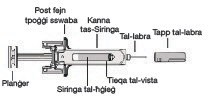 Post fejn
tpoġġi sswaba
Kanna
tas-Siringa
Tal-labra
Tapp tal-labra
Planġer
Tieqa tal-vista
Siringa tal-ħġieġ